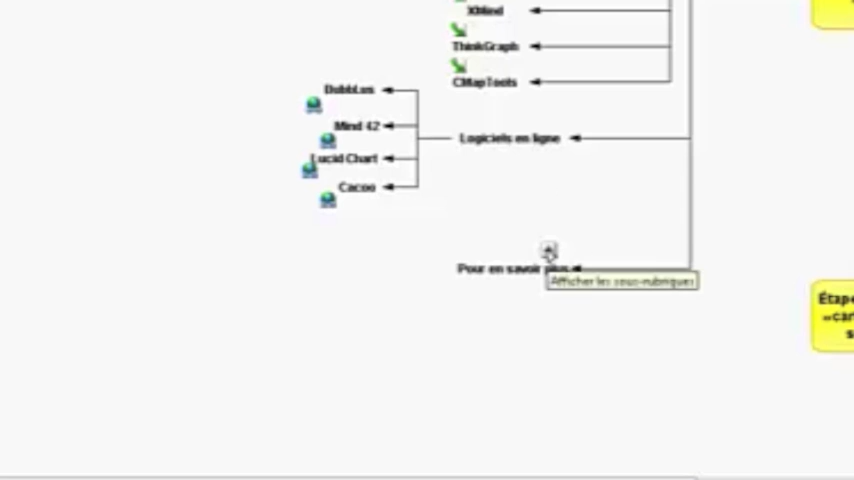 XMind
ThinkGraph
CMapTools
Bubbl.us
Mind 42
Lucid Chart
Cacoo
Logiciels en ligne
Pour en savoir plus
Afficher les sous-rubriques
Étape